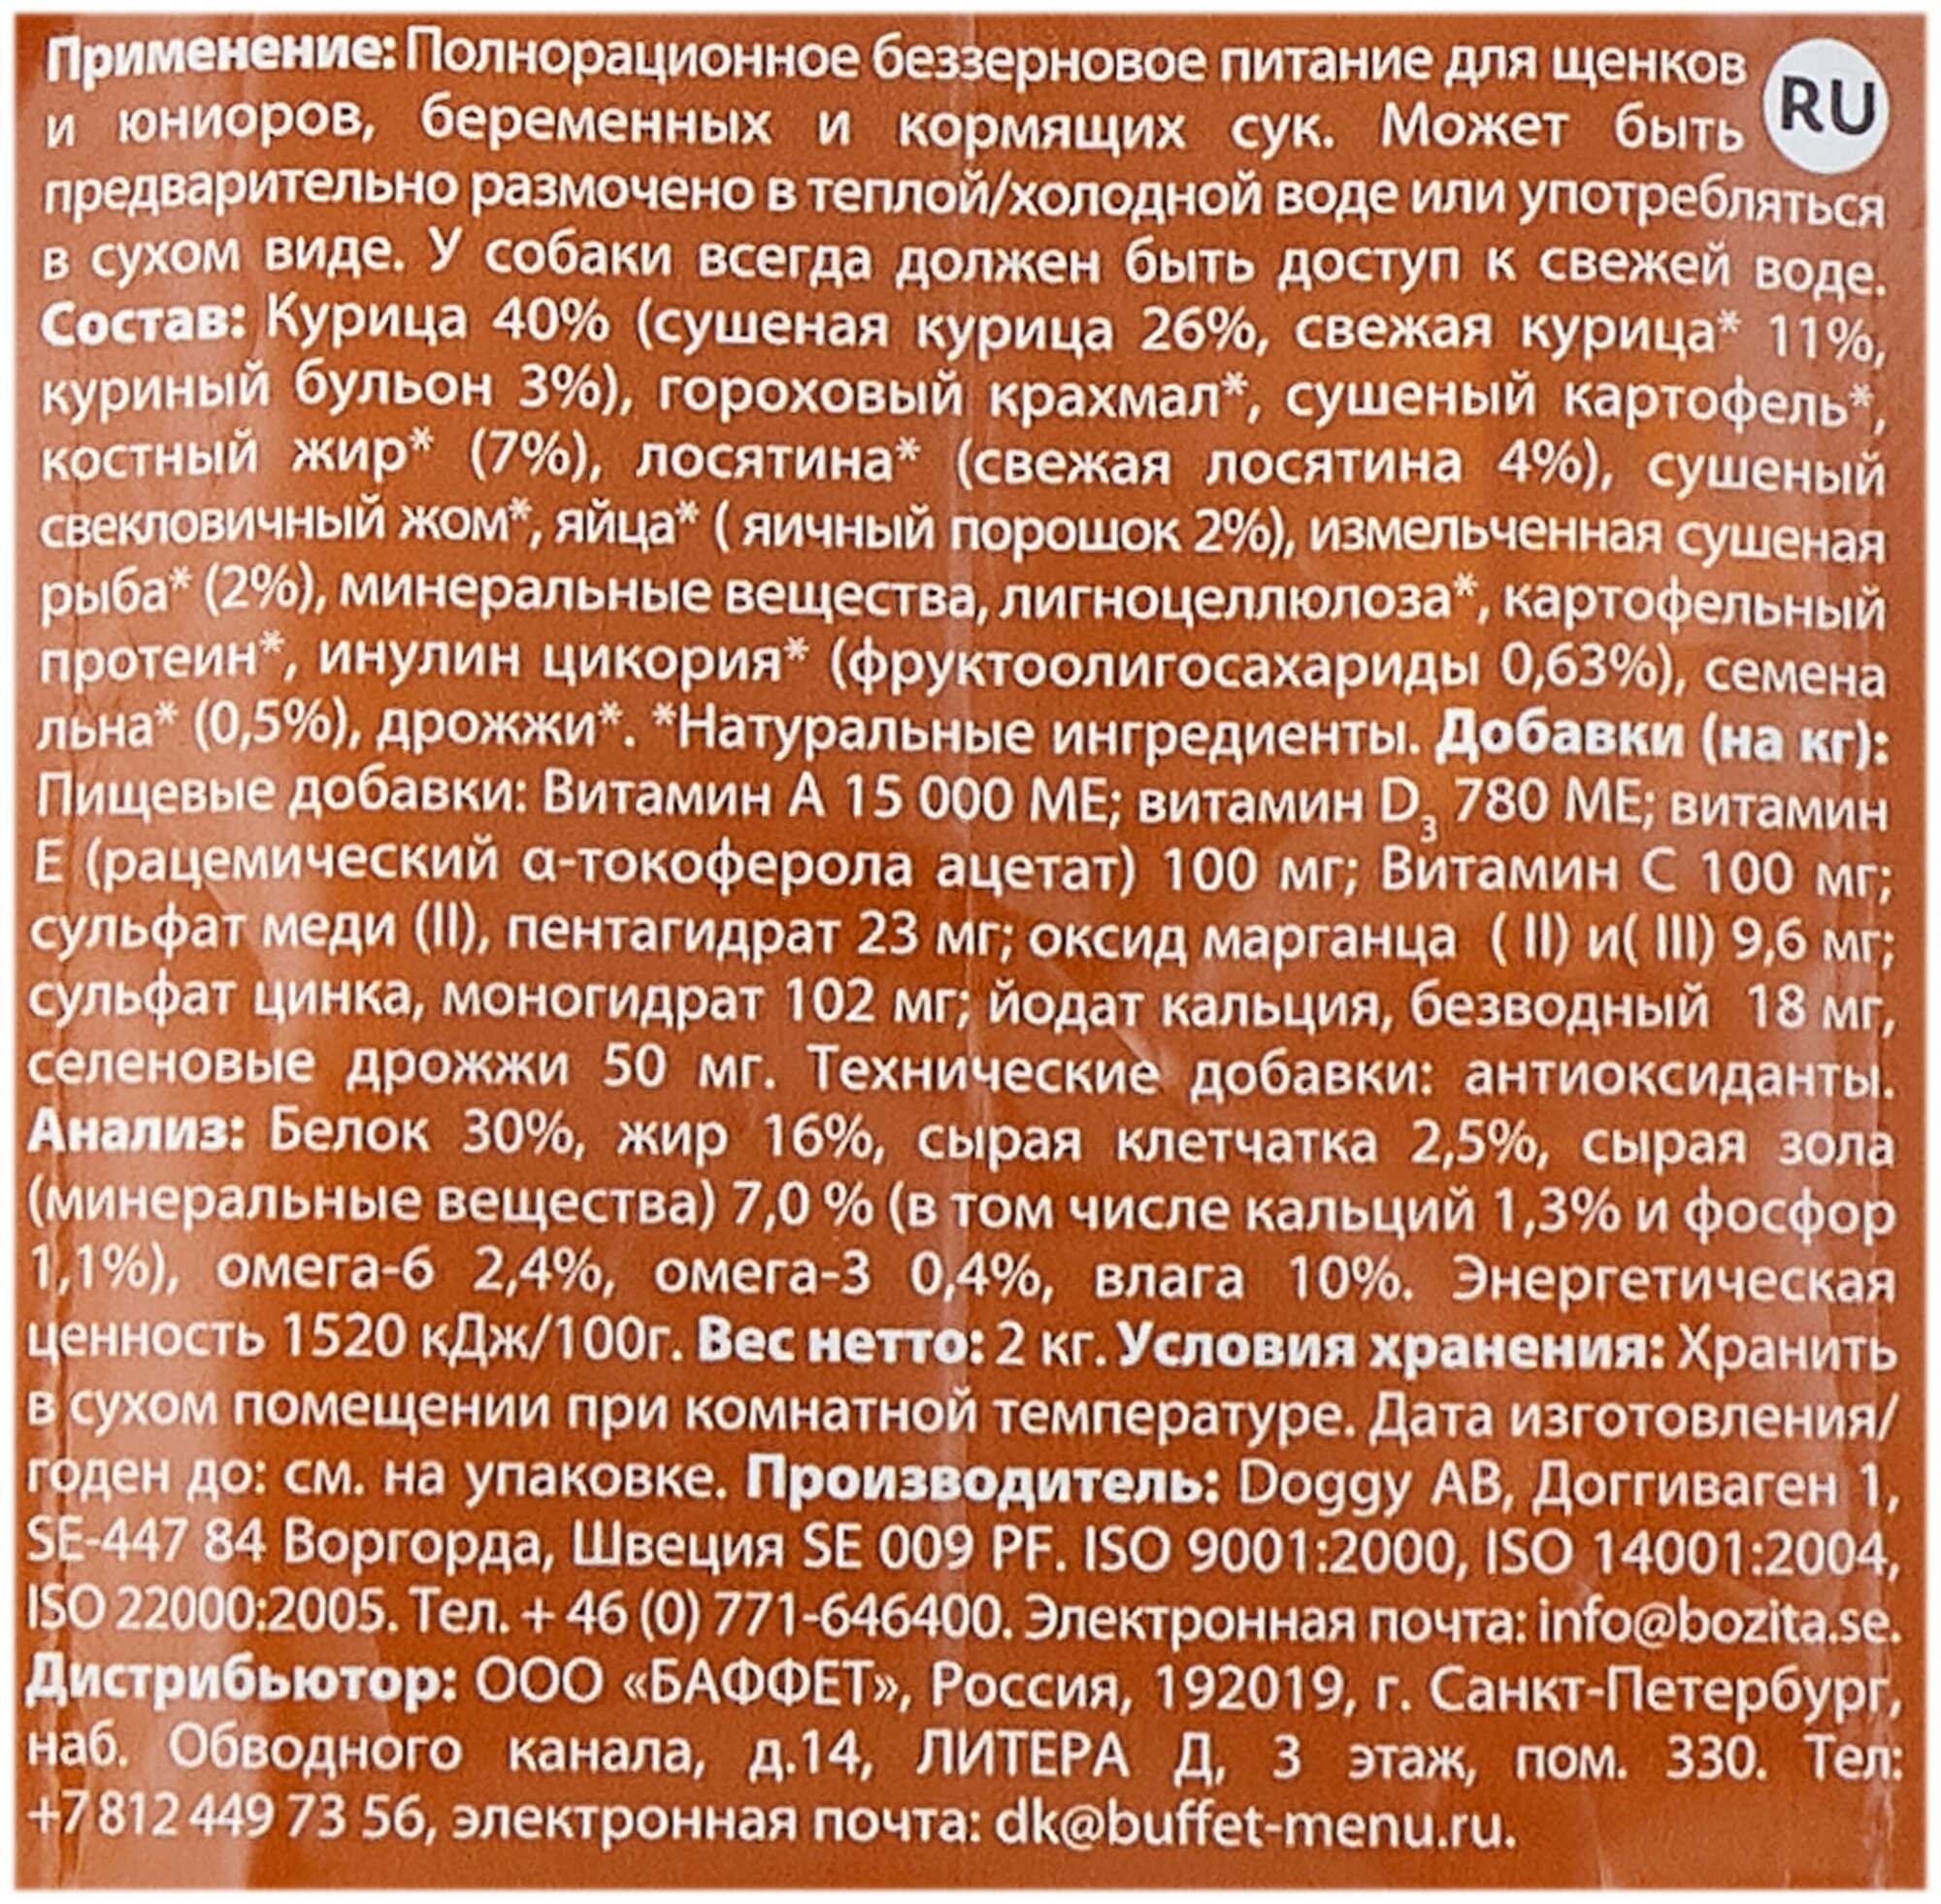 Применение: Полнорационное беззерновое питание для щенков RU
и юниоров, беременных и кормящих сук. Может быть
предварительно размочено в теплой/холодной воде или употребляться
в сухом виде. У собаки всегда должен быть доступ к свежей воде.
Состав: Курица 40% (сушеная курица 26%, свежая курица* 11%,
куриный бульон 3%), гороховый крахмал*, сушеный картофель*,
костный жир* (7%), лосятина* (свежая лосятина 4%), сушеный
свекловичный жом*, яйца* ( яичный порошок 2%), измельченная сушеная
рыба* (2%), минеральные вещества, лигноцеллюлоза*, картофельный
протеин*, инулин цикория* (фруктоолигосахариды 0,63%), семена
льна* (0,5%), дрожжи*. *Натуральные ингредиенты. Добавки (на кг):
Пищевые добавки: Витамин А 15 000 МЕ; витамин D3 780 МЕ; витамин
Е (рацемический α-токоферола ацетат) 100 мг; Витамин С 100 мг;
сульфат меди (II), пентагидрат 23 мг; оксид марганца ( II) и( III) 9,6 мг;
сульфат цинка, моногидрат 102 мг; йодат кальция, безводный 18 мг,
селеновые дрожжи 50 мг. Технические добавки: антиоксиданты.
Анализ: Белок 30%, жир 16%, сырая клетчатка 2,5%, сырая зола
(минеральные вещества) 7,0 % (в том числе кальций 1,3% и фосфор
1,1%), омега-6 2,4%, омега-3 0,4%, влага 10%. Энергетическая
ценность 1520 кДж/100г. Вес нетто: 2 кг. Условия хранения: Хранить
в сухом помещении при комнатной температуре. Дата изготовления/
годен до: см. на упаковке. Производитель: Doggy AB, Доггиваген 1,
SE-447 84 Воргорда, Швеция SE 009 PF. ISO 9001:2000, ISO 14001:2004,
ISO 22000:2005. Тел. + 46 (0) 771-646400. Электронная почта: info@bozita.se.
Дистрибьютор: ООО «БАФФЕТ», Россия, 192019, г. Санкт-Петербург,
наб. Обводного канала, д.14, ЛИТЕРА Д, 3 этаж, пом. 330. Тел:
+7 812 449 73 56, электронная почта: dk@buffet-menu.ru.